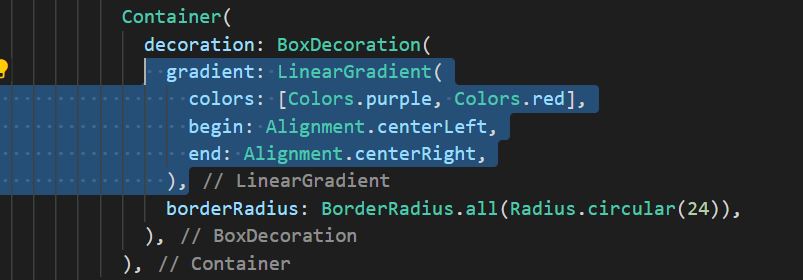 Container(
decoration: BoxDecoration(
gradient: LinearGradient(
colors: [Colors.purple, Colors.red],
begin: Alignment.centerLeft,
end: Alignment.centerRight,
), // LinearGradient
borderRadius: BorderRadius.all(Radius.circular(24)),
), // BoxDecoration
), // Container